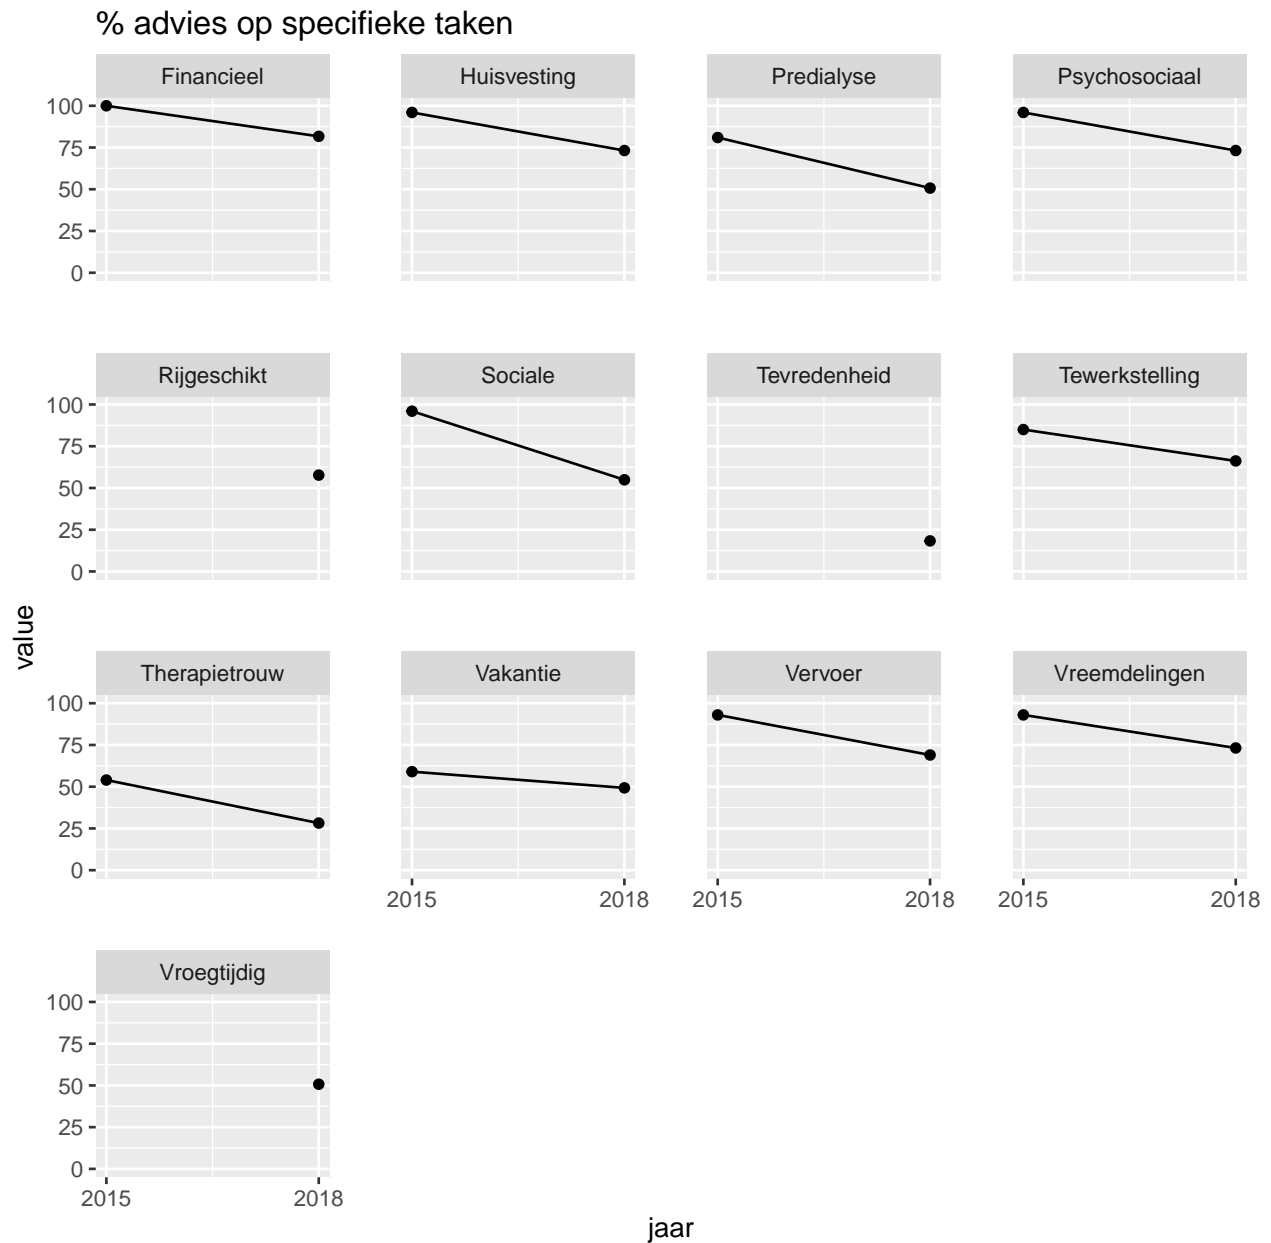 % advies op specifieke taken
Financieel Huisvesting Predialyse Psychosociaal
100
75
50
25
0
Rijgeschikt Sociale Tevredenheid Tewerkstelling
100
75
50
25
0
value
Therapietrouw Vakantie Vervoer Vreemdelingen
100
75
50
25
0
2015 2018 2015 2018 2015 2018
Vroegtijdig
100
75
50
25
0
2015 2018
jaar